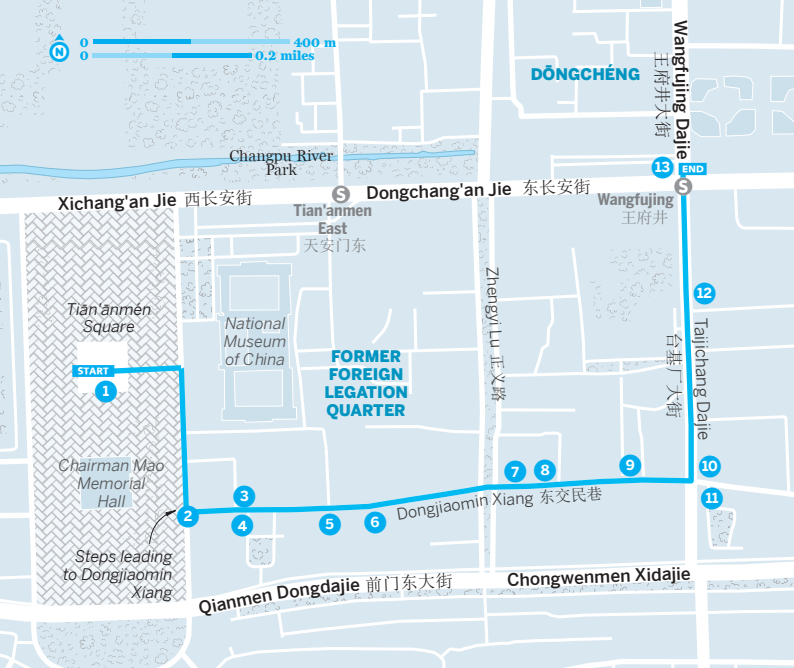 N
0 400 m
0 0.2 miles
DŌNGCHÉNG
Wangfujing Dajie
王府井大街
Changpu River
Park
13 END
S
Xichang'an Jie 西长安街
S
Dongchang'an Jie 东长安街
Wangfujing
王府井
Tian'anmen
East
天安门东
Tiān'ānmén
Square
National
Museum
of China
FORMER
FOREIGN
LEGATION
QUARTER
Zhengyi Lu 正义路
12
Taijichang Dajie
台基厂大街
START
1
Chairman Mao
Memorial
Hall
2
3
4
5
6
7
8
9
10
11
Dongjiaomin Xiang 东交民巷
Steps leading
to Dongjiaomin
Xiang
Qianmen Dongdajie 前门东大街
Chongwenmen Xidajie